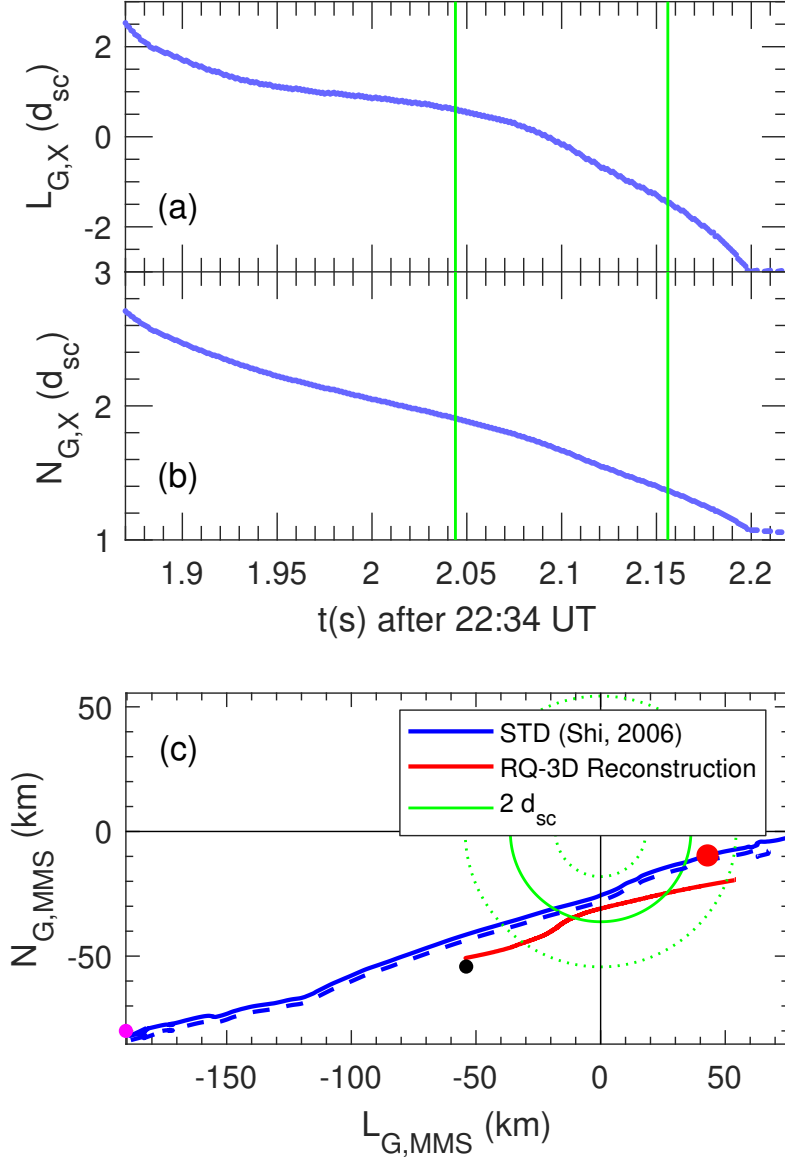 2
0
-2
L_{G,X} (d_{sc})
(a)
3
2
1
N_{G,X} (d_{sc})
(b)
1.9 1.95 2 2.05 2.1 2.15 2.2
t(s) after 22:34 UT
50
0
-50
N_{G,MMS} (km)
(c)
STD (Shi, 2006)
RQ-3D Reconstruction
2 d_{sc}
-150 -100 -50 0 50
L_{G,MMS} (km)